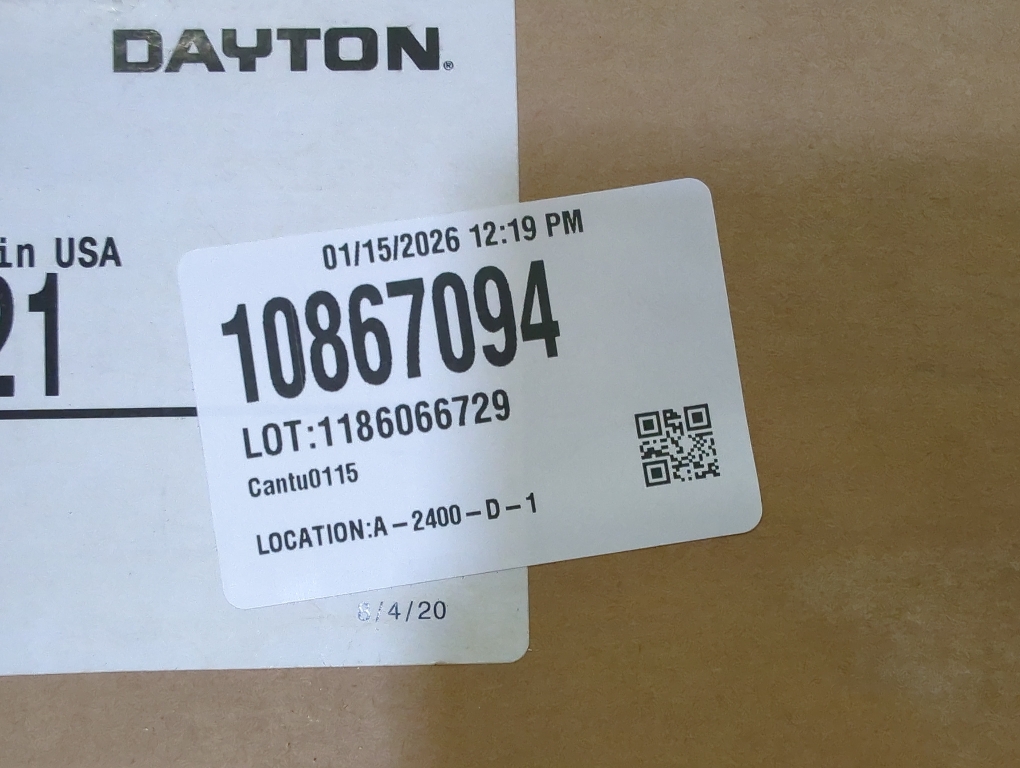 DAYTON®
in USA
21
01/15/2026 12:19 PM
10867094
LOT:1186066729
Cantu0115
LOCATION:A-2400-D-1
/4/20